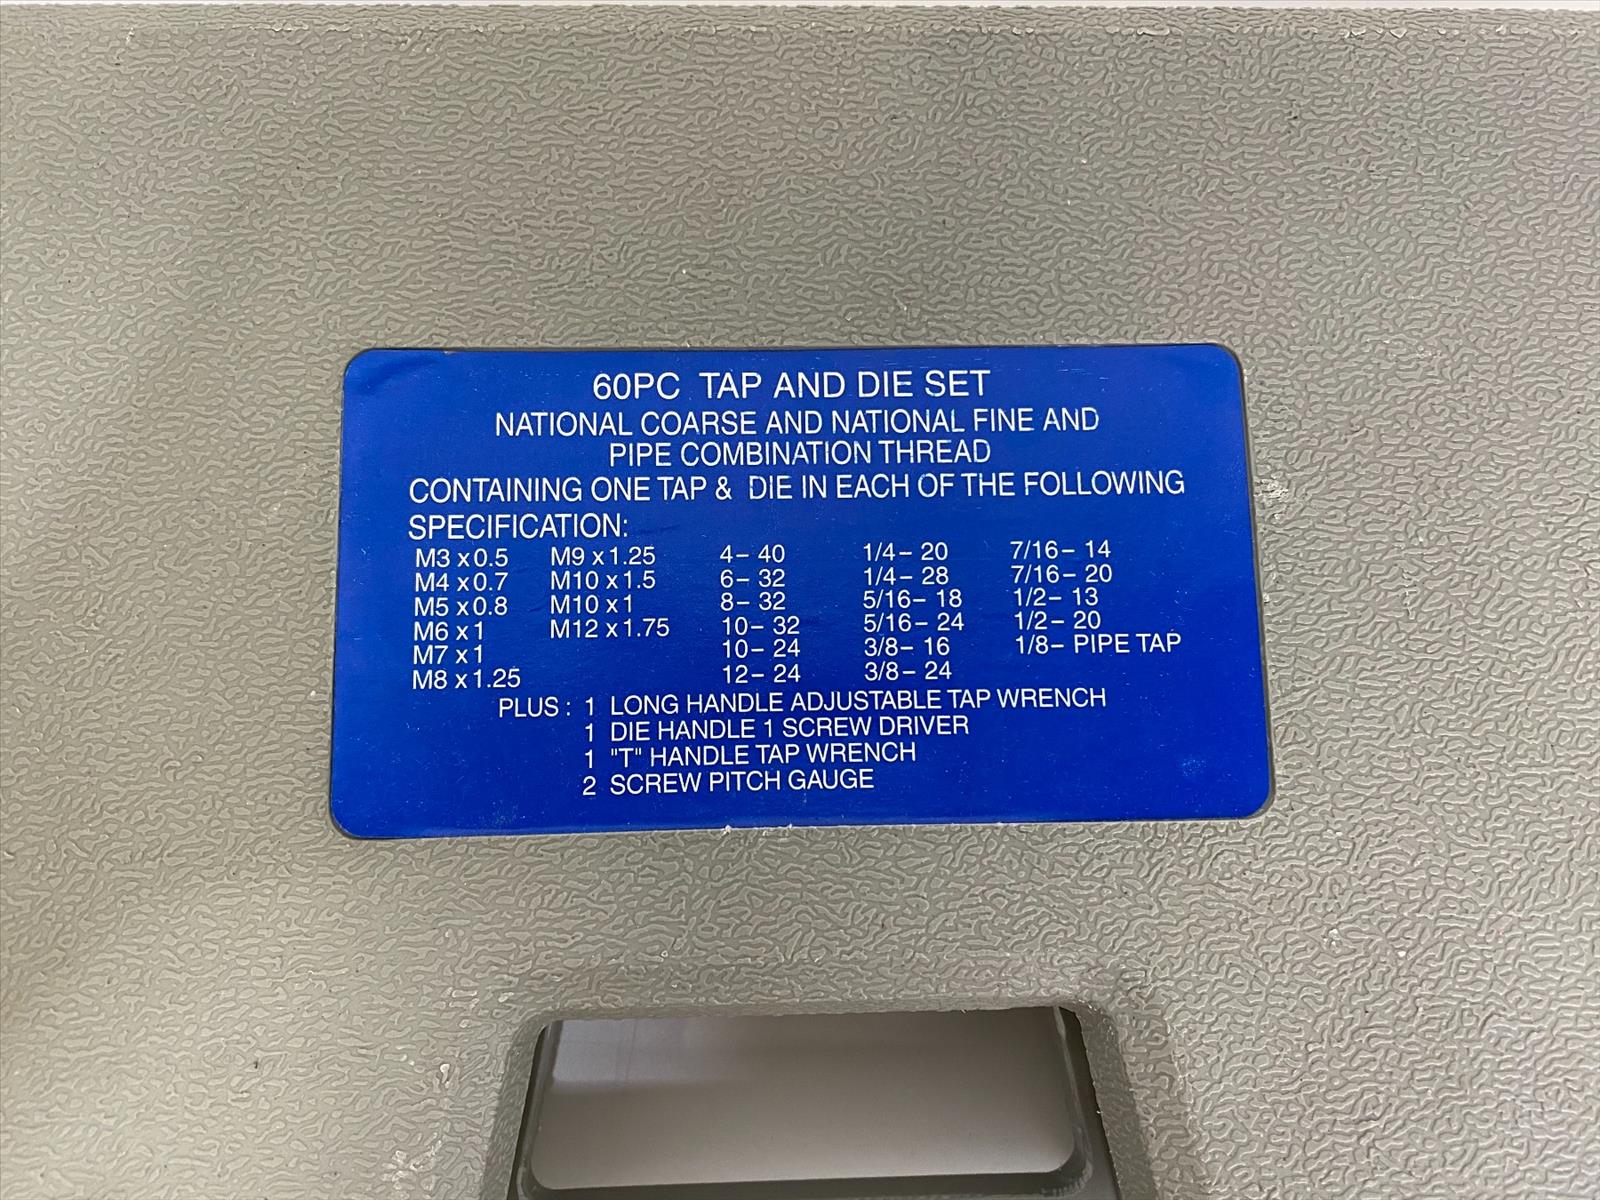 60PC TAP AND DIE SET
NATIONAL COARSE AND NATIONAL FINE AND
PIPE COMBINATION THREAD
CONTAINING ONE TAP & DIE IN EACH OF THE FOLLOWING
SPECIFICATION:
M3 x 0.5 M9 x 1.25 4– 40 1/4– 20 7/16– 14
M4 x 0.7 M10 x 1.5 6– 32 1/4– 28 7/16– 20
M5 x 0.8 M10 x 1 8– 32 5/16– 18 1/2– 13
M6 x 1 M12 x 1.75 10– 32 5/16– 24 1/2– 20
M7 x 1 10– 24 3/8– 16 1/8– PIPE TAP
M8 x 1.25 12– 24 3/8– 24
PLUS : 1 LONG HANDLE ADJUSTABLE TAP WRENCH
1 DIE HANDLE 1 SCREW DRIVER
1 "T" HANDLE TAP WRENCH
2 SCREW PITCH GAUGE